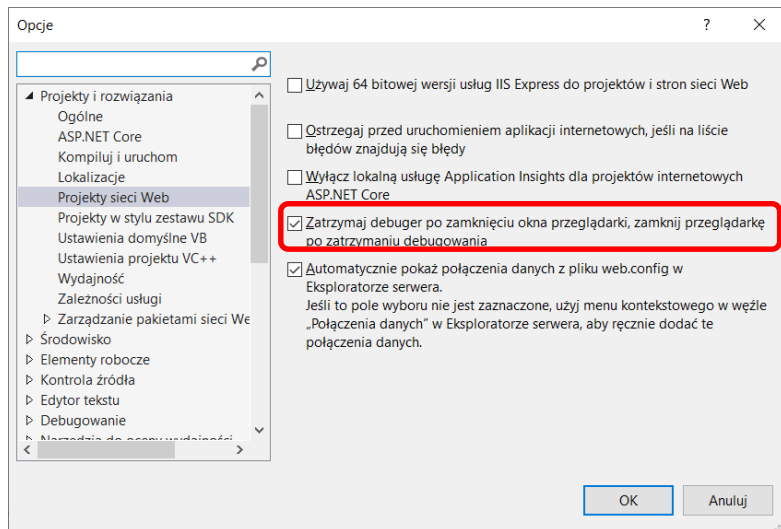 Opcje
?
Projekty i rozwiązania
Ogólne
ASP.NET Core
Kompiluj i uruchom
Lokalizacje
Projekty sieci Web
Projekty w stylu zestawu SDK
Ustawienia domyślne VB
Ustawienia projektu VC++
Wydajność
Zależności usługi
Zarządzanie pakietami sieci We
Środowisko
Elementy robocze
Kontrola źródła
Edytor tekstu
Debugowanie
Narzędzia do oceny wydajności
Używaj 64 bitowej wersji usług IIS Express do projektów i stron sieci Web
Ostrzegaj przed uruchomieniem aplikacji internetowych, jeśli na liście
błędów znajdują się błędy
Wyłącz lokalną usługę Application Insights dla projektów internetowych
ASP.NET Core
Zatrzymaj debuger po zamknięciu okna przeglądarki, zamknij przeglądarkę
po zatrzymaniu debugowania
Automatycznie pokaż połączenia danych z pliku web.config w
Eksploratorze serwera.
Jeśli to pole wyboru nie jest zaznaczone, użyj menu kontekstowego w węźle
„Połączenia danych” w Eksploratorze serwera, aby ręcznie dodać te
połączenia danych.
OK
Anuluj